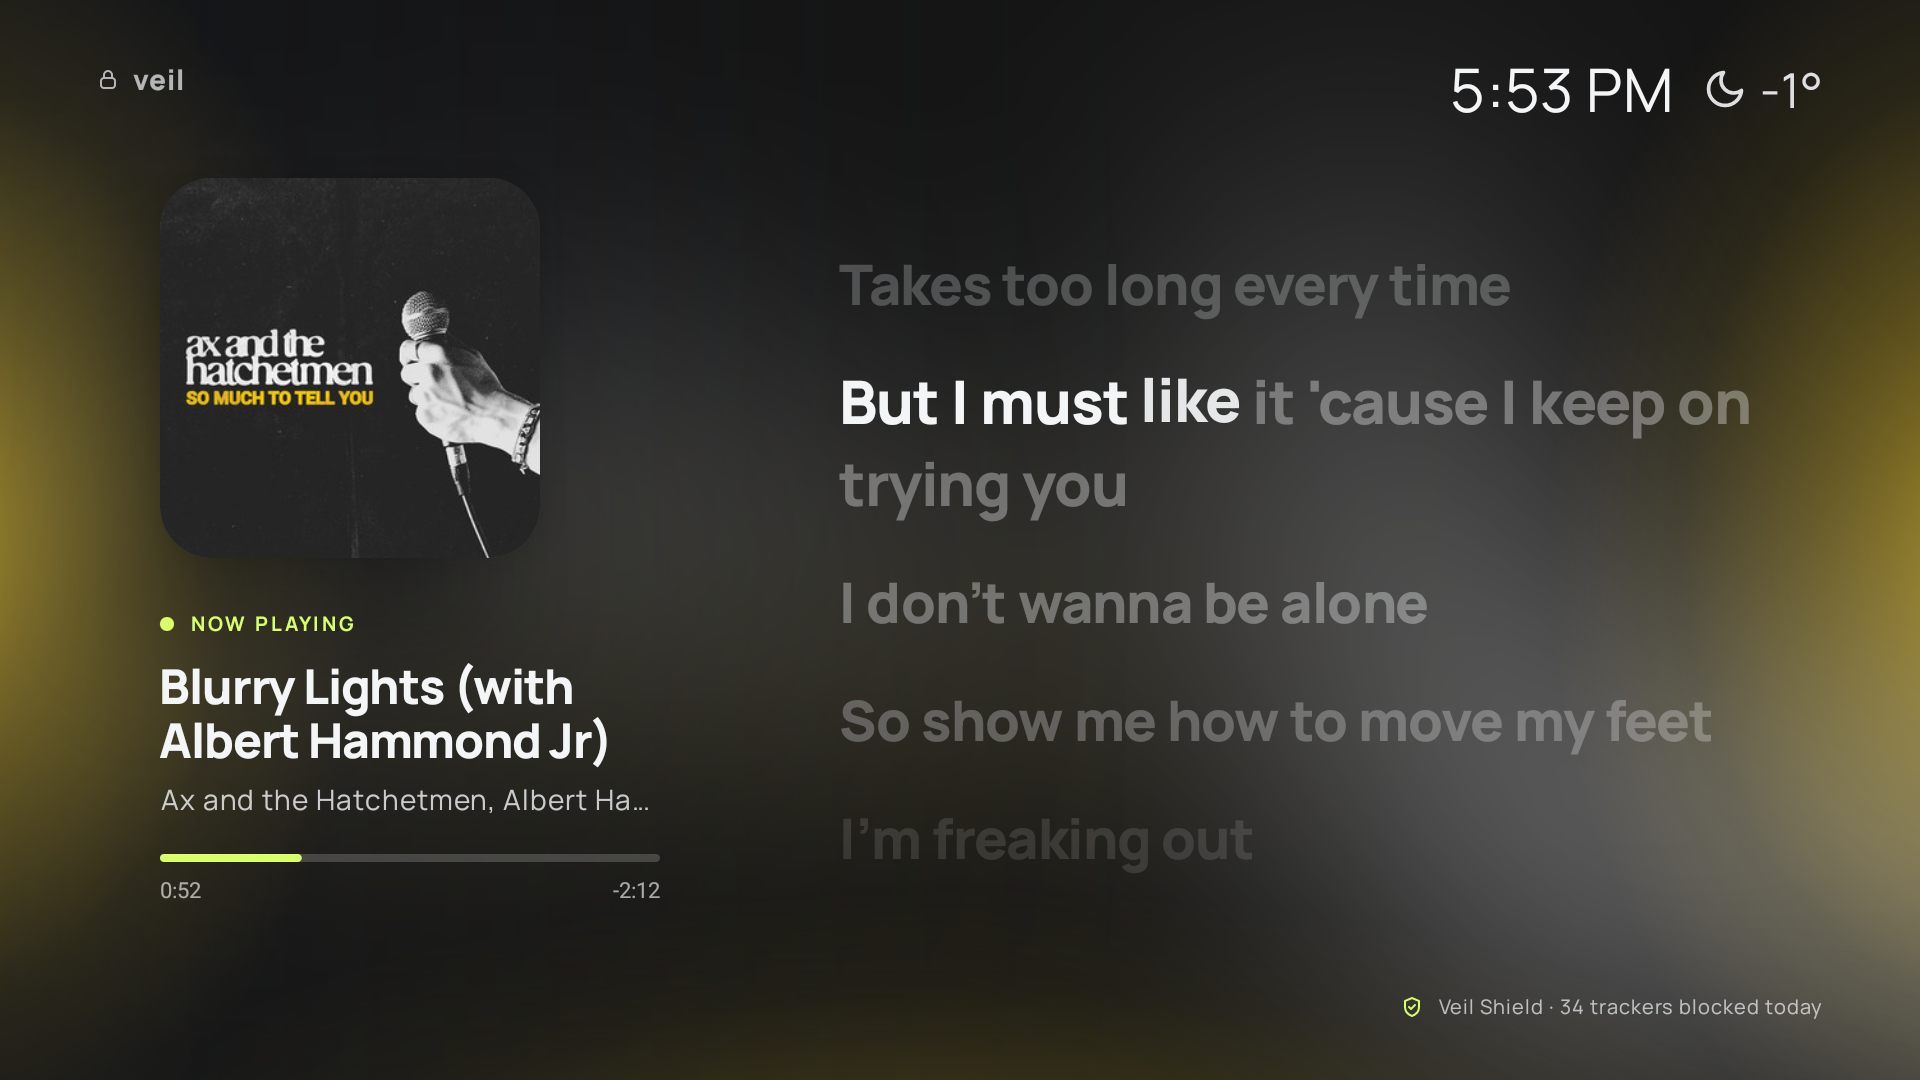 veil
5:53 PM -1°
ax and the
hatchetmen
SO MUCH TO TELL YOU
NOW PLAYING
Blurry Lights (with
Albert Hammond Jr)
Ax and the Hatchetmen, Albert Ha...
0:52
-2:12
Takes too long every time
But I must like it 'cause I keep on
trying you
I don’t wanna be alone
So show me how to move my feet
I’m freaking out
Veil Shield · 34 trackers blocked today